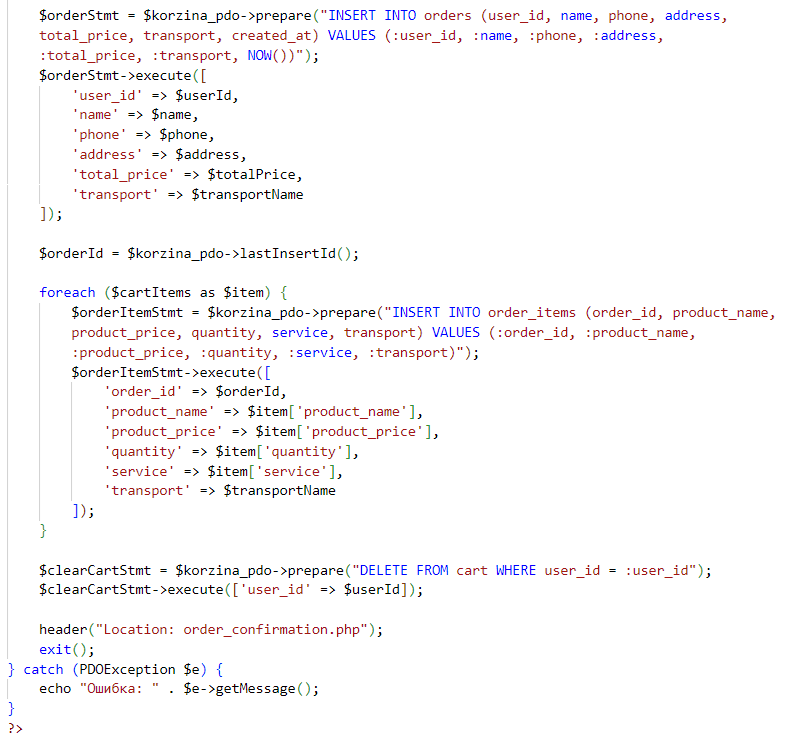 $orderStmt = $korzina_pdo->prepare("INSERT INTO orders (user_id, name, phone, address,
total_price, transport, created_at) VALUES (:user_id, :name, :phone, :address,
:total_price, :transport, NOW())");
$orderStmt->execute([
'user_id' => $userId,
'name' => $name,
'phone' => $phone,
'address' => $address,
'total_price' => $totalPrice,
'transport' => $transportName
]);
$orderId = $korzina_pdo->lastInsertId();
foreach ($cartItems as $item) {
$orderItemStmt = $korzina_pdo->prepare("INSERT INTO order_items (order_id, product_name,
product_price, quantity, service, transport) VALUES (:order_id, :product_name,
:product_price, :quantity, :service, :transport)");
$orderItemStmt->execute([
'order_id' => $orderId,
'product_name' => $item['product_name'],
'product_price' => $item['product_price'],
'quantity' => $item['quantity'],
'service' => $item['service'],
'transport' => $transportName
]);
}
$clearCartStmt = $korzina_pdo->prepare("DELETE FROM cart WHERE user_id = :user_id");
$clearCartStmt->execute(['user_id' => $userId]);
header("Location: order_confirmation.php");
exit();
} catch (PDOException $e) {
echo "Ошибка: " . $e->getMessage();
}
?>